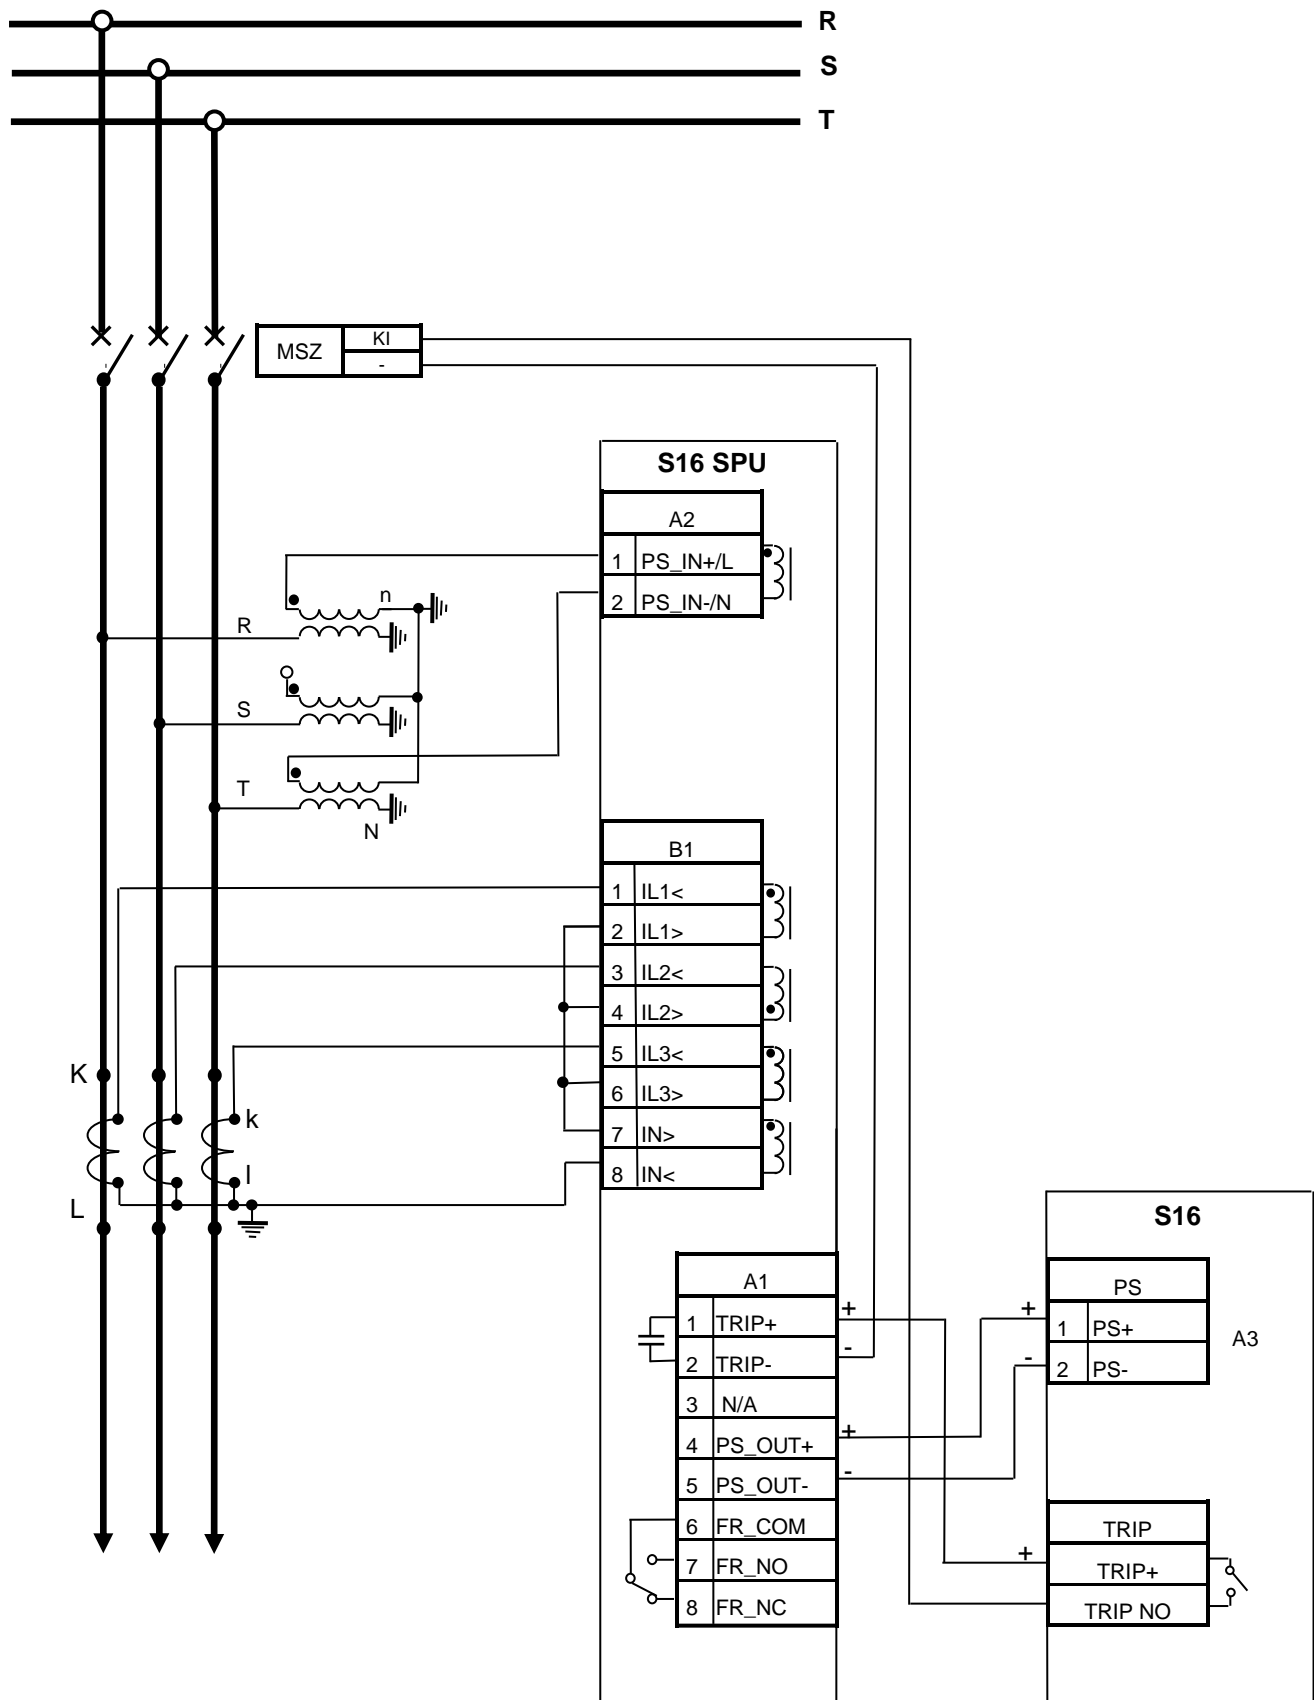 R
S
T
MSZ
KI
-
S16 SPU
A2
1 PS_IN+/L
2 PS_IN-/N
n
R
S
T
N
B1
1 IL1<
2 IL1>
3 IL2<
4 IL2>
5 IL3<
6 IL3>
7 IN>
8 IN<
K
k
l
L
A1
1 TRIP+ +
2 TRIP- -
3 N/A
4 PS_OUT+ +
5 PS_OUT- -
6 FR_COM
7 FR_NO
8 FR_NC
S16
PS
+ 1 PS+
- 2 PS-
A3
TRIP
+ TRIP+
TRIP NO